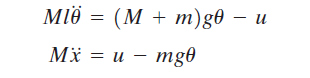 Mlθ̈ = (M + m)gθ − u
Mẍ = u − mgθ